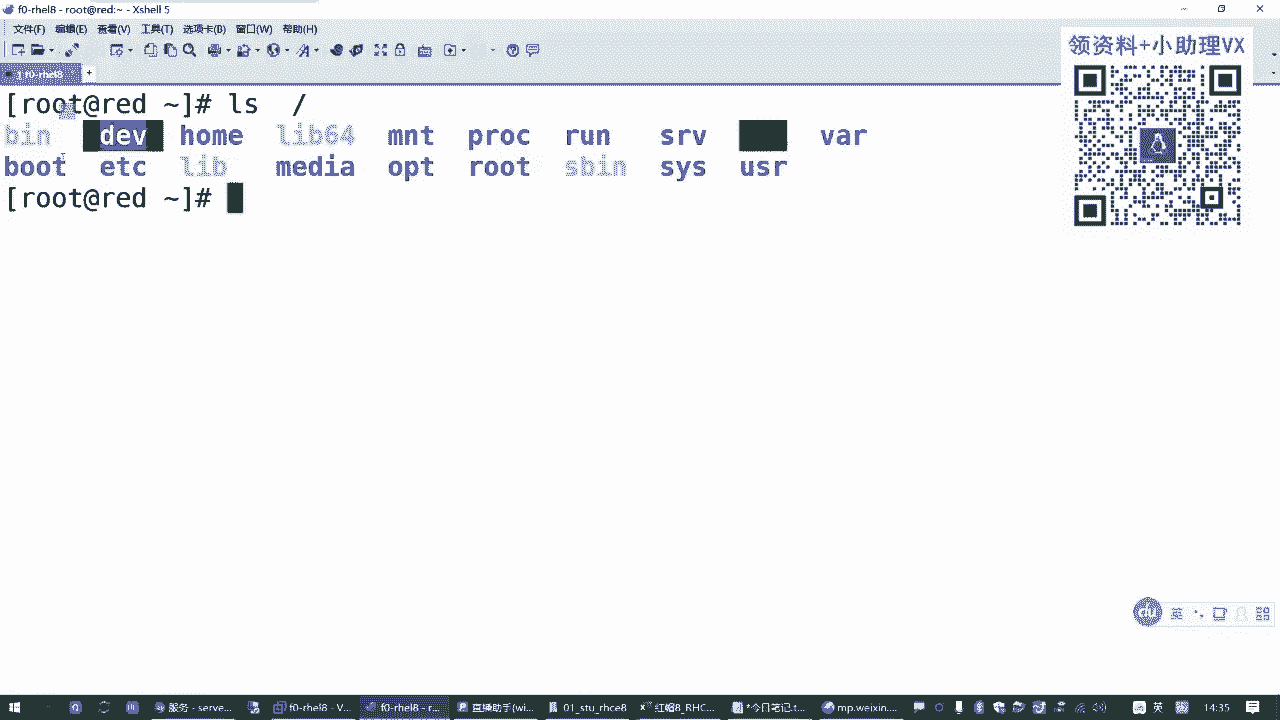 f0-rhel8 - root@red:~ - Xshell 5
文件(F) 编辑(E) 查看(V) 工具(T) 选项卡(B) 窗口(W) 帮助(H)
领资料+小助理VX
1 f0-rhel8 +
[root@red ~]# ls  /
bin dev home lib64 mnt proc run srv var
boot etc lib media opt root sbin sys usr
[root@red ~]#
英
服务 - serve... f0-rhel8 - V... f0-rhel8 - r... 直播助手(wi... 01_stu_rhce8 红帽8_RHC... *今日笔记.t... mp.weixin... 英 14:35